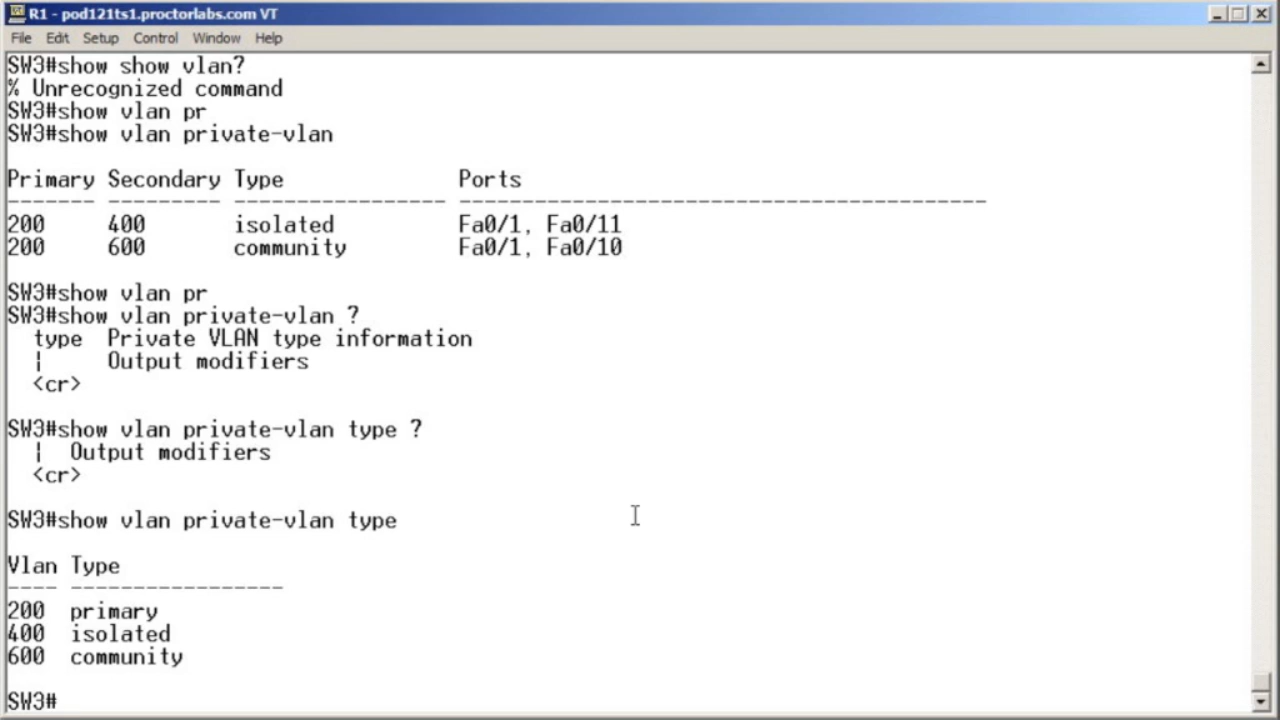 R1 - pod121ts1.proctorlabs.com VT
File Edit Setup Control Window Help
SW3#show show vlan?
% Unrecognized command
SW3#show vlan pr
SW3#show vlan private-vlan
Primary Secondary Type Ports
------- --------- ----------------- ------------------------------------------
200 400 isolated Fa0/1, Fa0/11
200 600 community Fa0/1, Fa0/10
SW3#show vlan pr
SW3#show vlan private-vlan ?
type Private VLAN type information
| Output modifiers
<cr>
SW3#show vlan private-vlan type ?
| Output modifiers
<cr>
SW3#show vlan private-vlan type
Vlan Type
---- -----------------
200 primary
400 isolated
600 community
SW3#